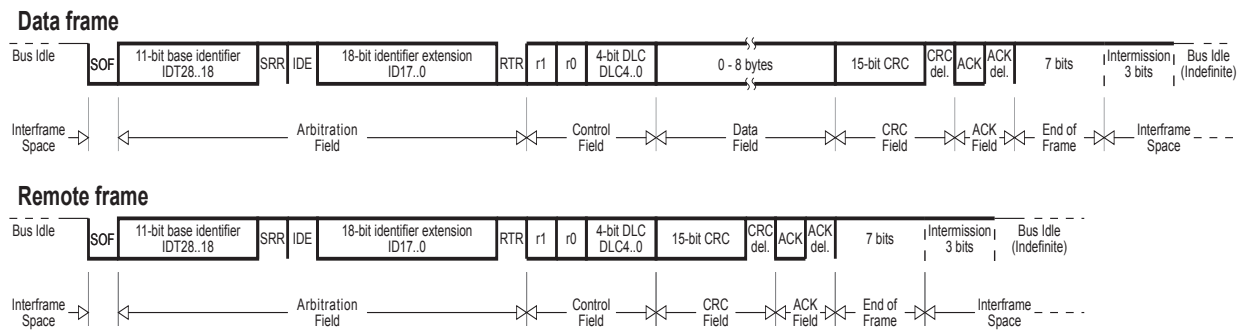 Data frame
Bus Idle
SOF
11-bit base identifier
IDT28..18
SRR
IDE
18-bit identifier extension
ID17..0
RTR
r1
r0
4-bit DLC
DLC4..0
0 - 8 bytes
15-bit CRC
CRC
del.
ACK
ACK
del.
7 bits
Intermission
3 bits
Bus Idle
(Indefinite)
Interframe
Space
Arbitration
Field
Control
Field
Data
Field
CRC
Field
ACK
Field
End of
Frame
Interframe
Space
Remote frame
Bus Idle
SOF
11-bit base identifier
IDT28..18
SRR
IDE
18-bit identifier extension
ID17..0
RTR
r1
r0
4-bit DLC
DLC4..0
15-bit CRC
CRC
del.
ACK
ACK
del.
7 bits
Intermission
3 bits
Bus Idle
(Indefinite)
Interframe
Space
Arbitration
Field
Control
Field
CRC
Field
ACK
Field
End of
Frame
Interframe
Space